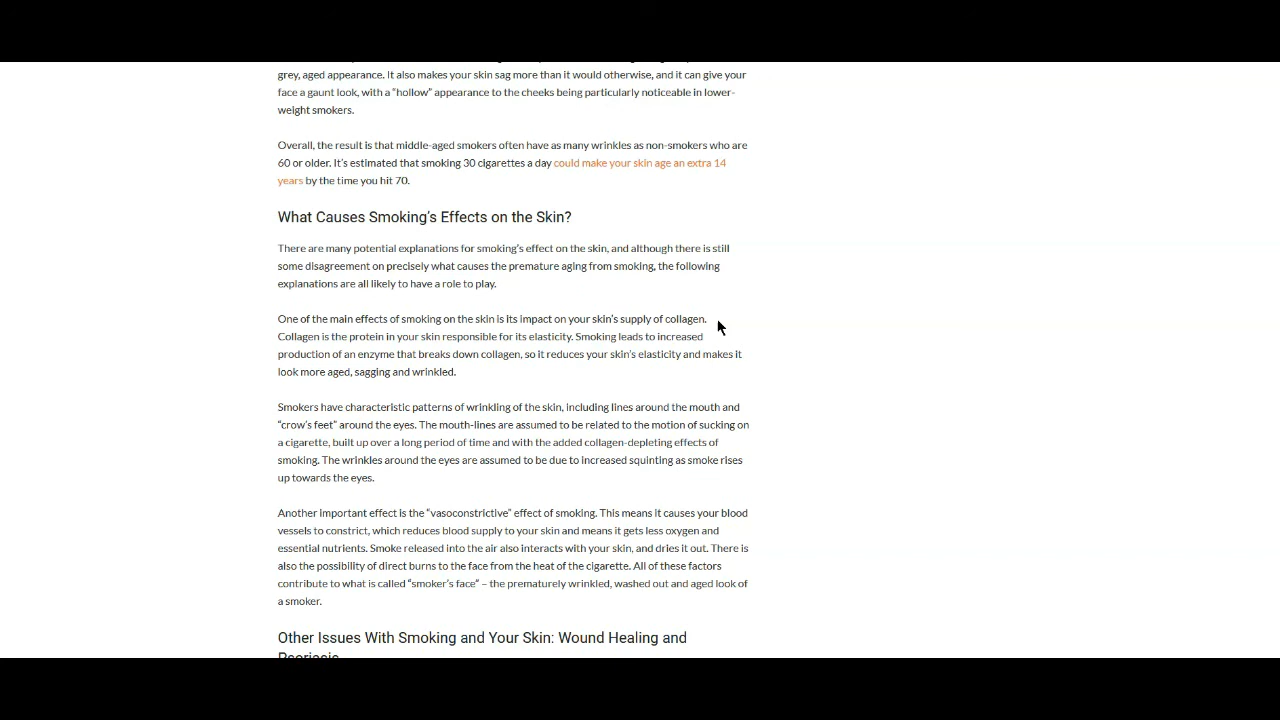 grey, aged appearance. It also makes your skin sag more than it would otherwise, and it can give your
face a gaunt look, with a “hollow” appearance to the cheeks being particularly noticeable in lower-
weight smokers.
Overall, the result is that middle-aged smokers often have as many wrinkles as non-smokers who are
60 or older. It’s estimated that smoking 30 cigarettes a day could make your skin age an extra 14
years by the time you hit 70.
What Causes Smoking’s Effects on the Skin?
There are many potential explanations for smoking’s effect on the skin, and although there is still
some disagreement on precisely what causes the premature aging from smoking, the following
explanations are all likely to have a role to play.
One of the main effects of smoking on the skin is its impact on your skin’s supply of collagen.
Collagen is the protein in your skin responsible for its elasticity. Smoking leads to increased
production of an enzyme that breaks down collagen, so it reduces your skin’s elasticity and makes it
look more aged, sagging and wrinkled.
Smokers have characteristic patterns of wrinkling of the skin, including lines around the mouth and
“crow’s feet” around the eyes. The mouth-lines are assumed to be related to the motion of sucking on
a cigarette, built up over a long period of time and with the added collagen-depleting effects of
smoking. The wrinkles around the eyes are assumed to be due to increased squinting as smoke rises
up towards the eyes.
Another important effect is the “vasoconstrictive” effect of smoking. This means it causes your blood
vessels to constrict, which reduces blood supply to your skin and means it gets less oxygen and
essential nutrients. Smoke released into the air also interacts with your skin, and dries it out. There is
also the possibility of direct burns to the face from the heat of the cigarette. All of these factors
contribute to what is called “smoker’s face” – the prematurely wrinkled, washed out and aged look of
a smoker.
Other Issues With Smoking and Your Skin: Wound Healing and
Psoriasis